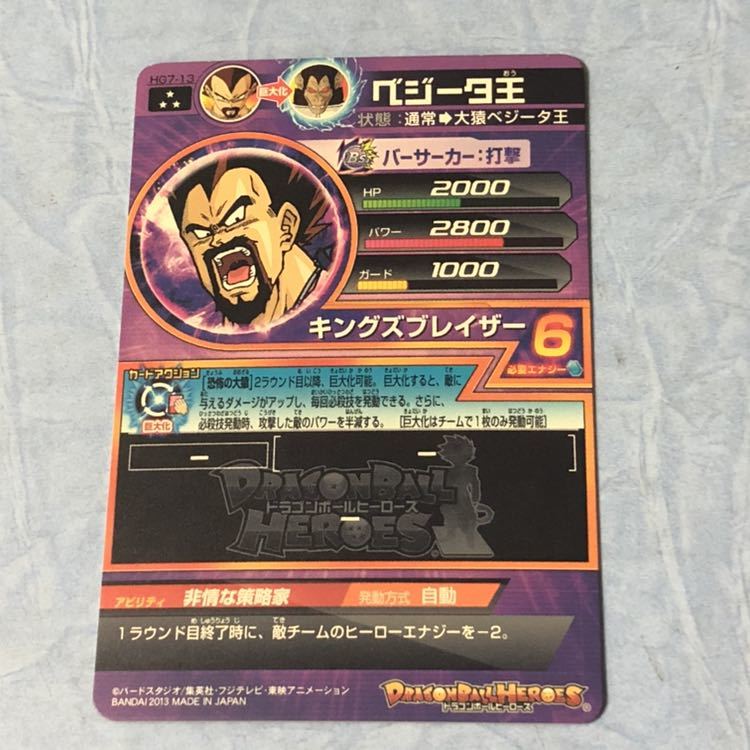 HG7-13
巨大化
ベジータ王
おう
状態：通常➡大猿ベジータ王
Bs バーサーカー：打撃
HP 2000
パワー 2800
ガード 1000
キングズブレイザー 6
必要エナジー
カードアクション
巨大化
[恐怖の大猿] 2ラウンド目以降、巨大化可能。巨大化すると、敵に
与えるダメージがアップし、毎回必殺技を発動できる。さらに、
必殺技発動時、攻撃した敵のパワーを半減する。 [巨大化はチームで1枚のみ発動可能]
DRAGON BALL
ドラゴンボールヒーローズ
HEROES
アビリティ 非情な策略家 発動方式 自動
1ラウンド目終了時に、敵チームのヒーローエナジーを−2。
©バードスタジオ/集英社・フジテレビ・東映アニメーション
BANDAI 2013 MADE IN JAPAN
DRAGON BALL HEROES
ドラゴンボールヒーローズ